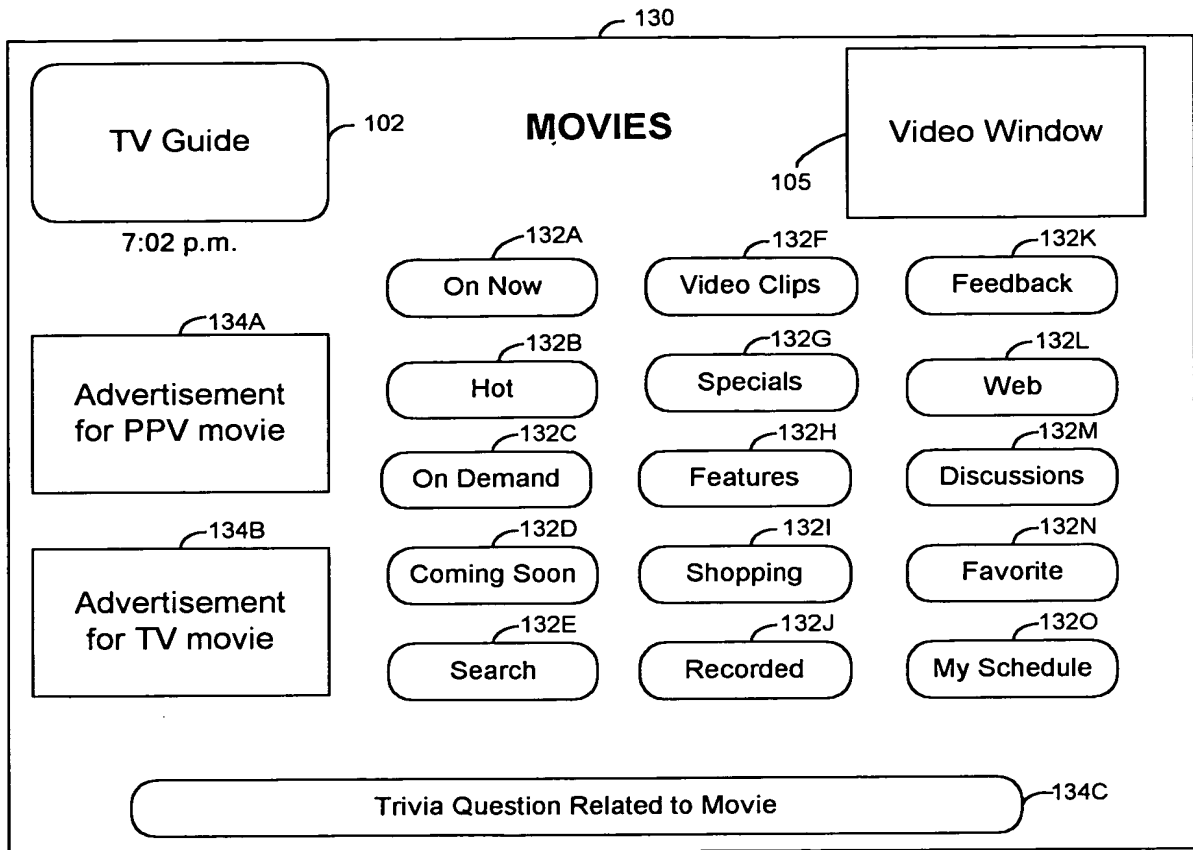 130
TV Guide
102
MOVIES
Video Window
105
7:02 p.m.
132A
132F
132K
On Now
Video Clips
Feedback
134A
132B
132G
132L
Advertisement
for PPV movie
Hot
Specials
Web
132C
132H
132M
On Demand
Features
Discussions
134B
132D
132I
132N
Advertisement
for TV movie
Coming Soon
Shopping
Favorite
132E
132J
132O
Search
Recorded
My Schedule
Trivia Question Related to Movie
134C